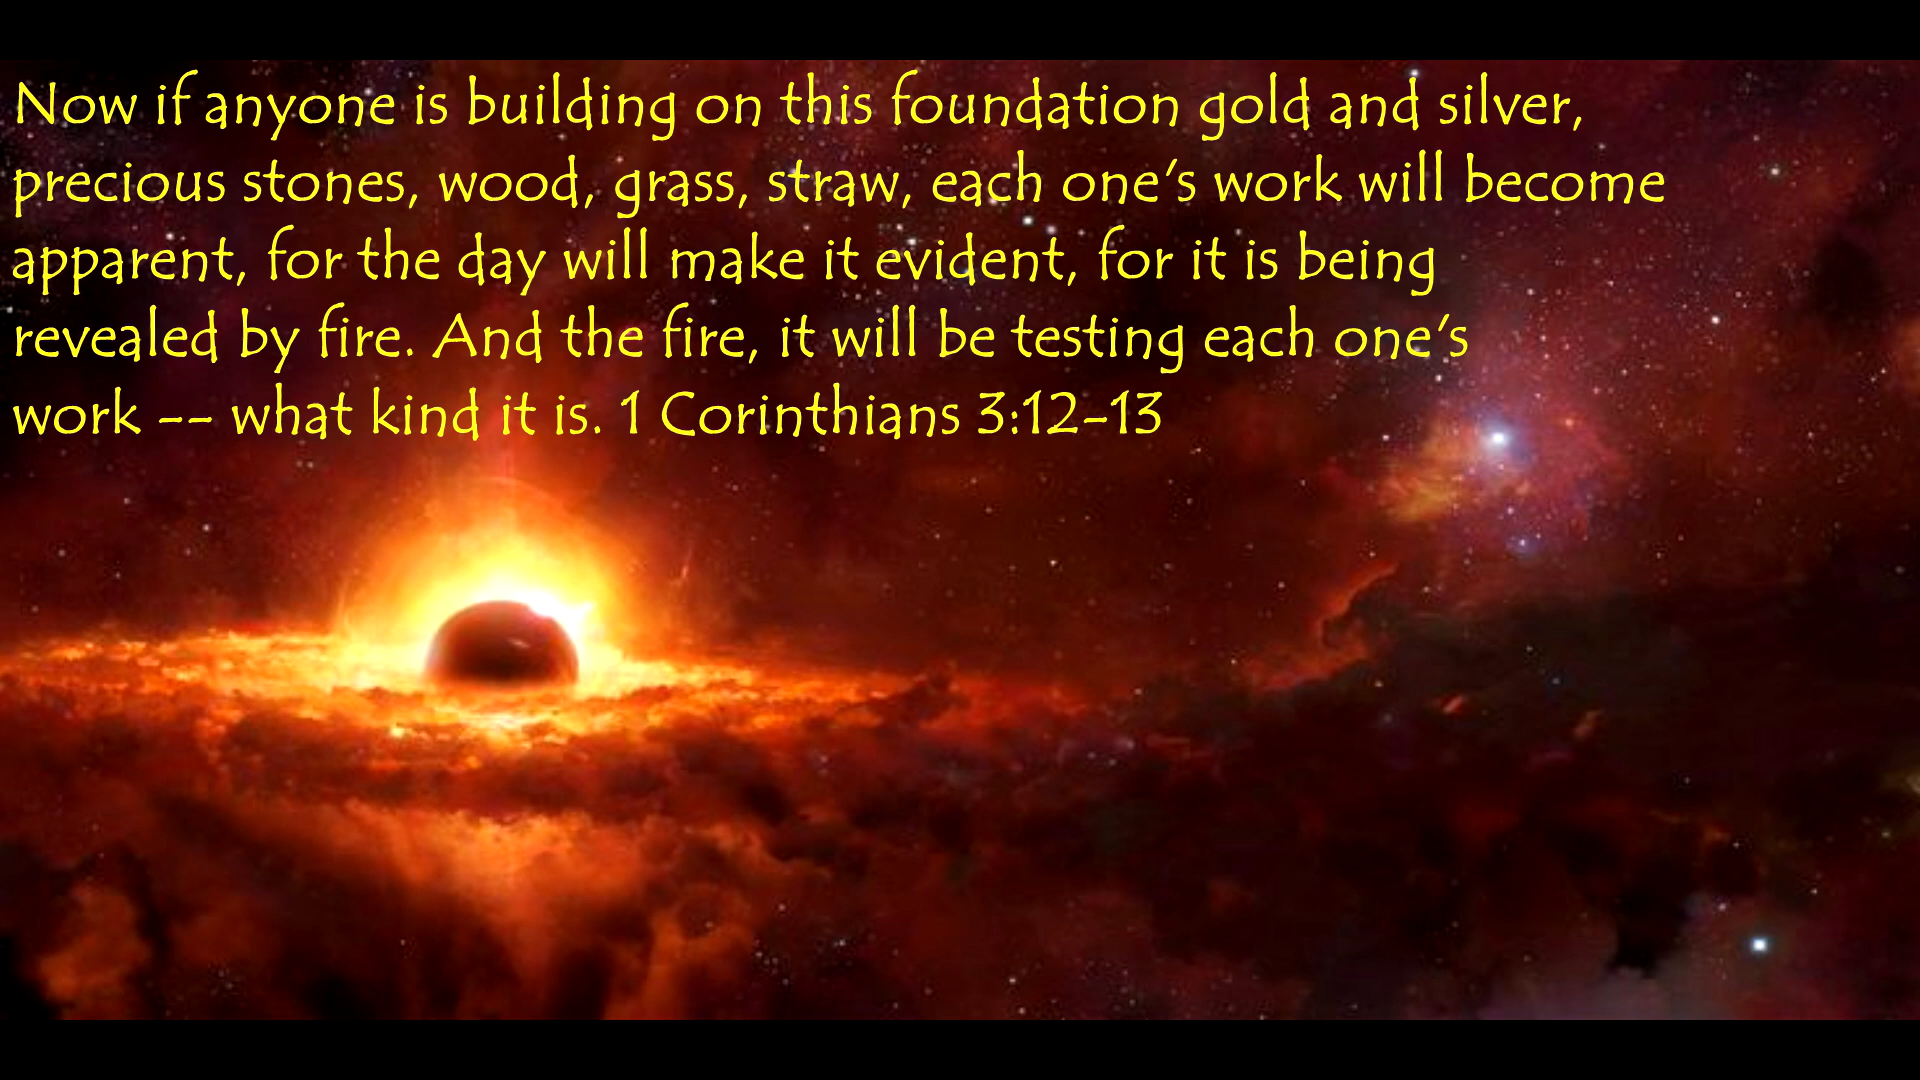 Now if anyone is building on this foundation gold and silver,
precious stones, wood, grass, straw, each one's work will become
apparent, for the day will make it evident, for it is being
revealed by fire. And the fire, it will be testing each one's
work -- what kind it is. 1 Corinthians 3:12-13